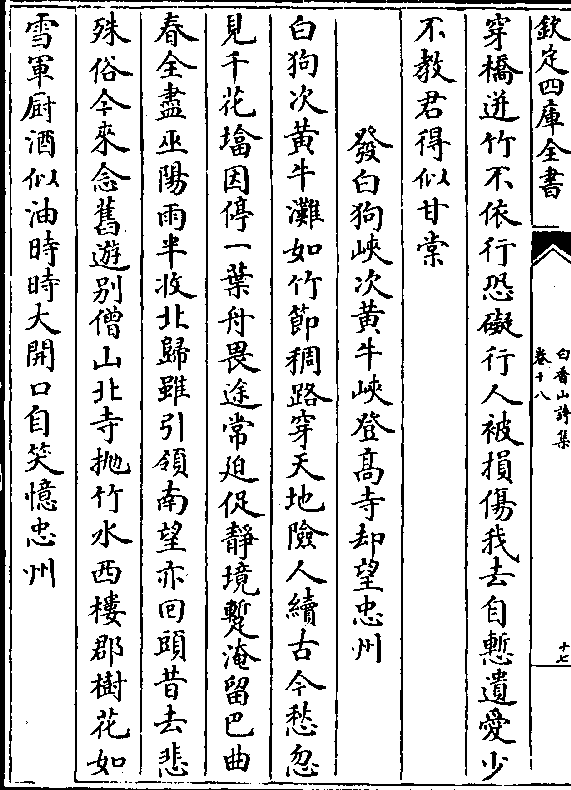 欽定四庫全書
白香山詩集
卷十八
十七
穿橋迸竹不依行恐礙行人被損傷我去自慙遺愛少
不教君得似甘棠
發白狗峽次黃牛峽登高寺却望忠州
白狗次黃牛灘如竹節稠路穿天地險人續古今愁忽
見千花塔因停一葉舟畏途常迫促靜境暫淹留巴曲
春全盡巫陽雨半收北歸雖引領南望亦回頭昔去悲
殊俗今來念舊遊别僧山北寺抛竹水西樓郡樹花如
雪軍厨酒似油時時大開口自笑憶忠州